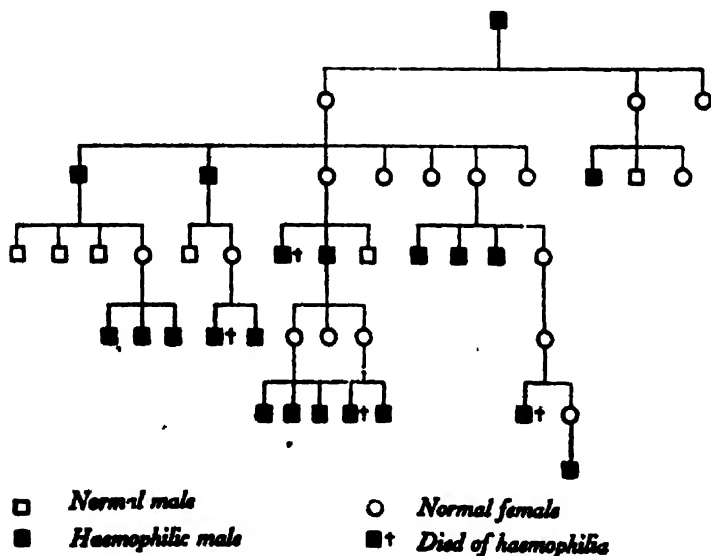 Normal male
Normal female
Haemophilic male
† Died of haemophilia